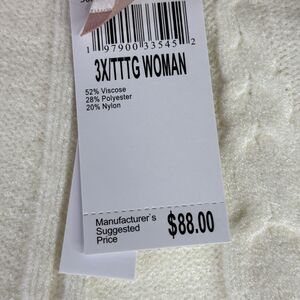 1 97900 33545 2
3X/TTTG WOMAN
52% Viscose
28% Polyester
20% Nylon
Manufacturer's
Suggested
Price
$88.00